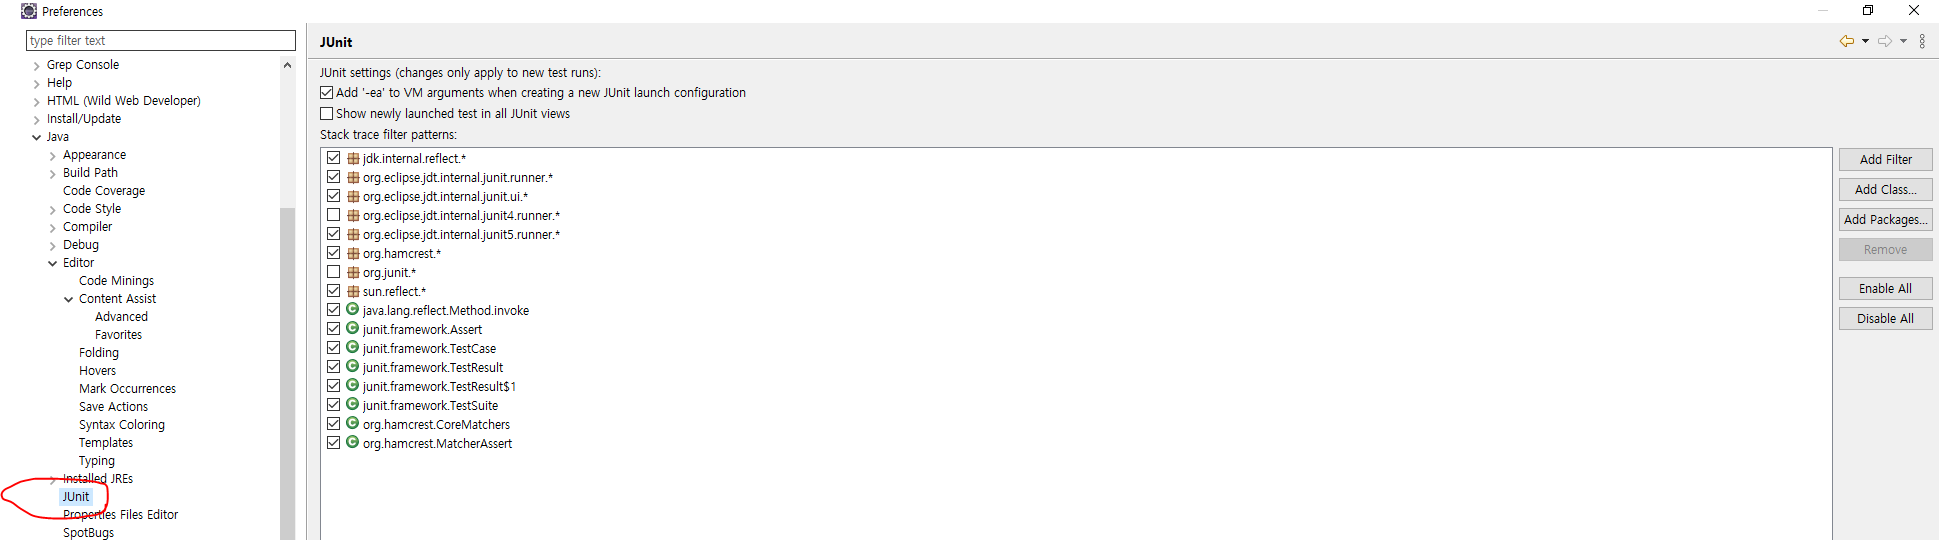 Preferences
type filter text
Grep Console
Help
HTML (Wild Web Developer)
Install/Update
Java
Appearance
Build Path
Code Coverage
Code Style
Compiler
Debug
Editor
Code Minings
Content Assist
Advanced
Favorites
Folding
Hovers
Mark Occurrences
Save Actions
Syntax Coloring
Templates
Typing
Installed JREs
JUnit
Properties Files Editor
SpotBugs
JUnit
JUnit settings (changes only apply to new test runs):
Add '-ea' to VM arguments when creating a new JUnit launch configuration
Show newly launched test in all JUnit views
Stack trace filter patterns:
jdk.internal.reflect.*
org.eclipse.jdt.internal.junit.runner.*
org.eclipse.jdt.internal.junit.ui.*
org.eclipse.jdt.internal.junit4.runner.*
org.eclipse.jdt.internal.junit5.runner.*
org.hamcrest.*
org.junit.*
sun.reflect.*
java.lang.reflect.Method.invoke
junit.framework.Assert
junit.framework.TestCase
junit.framework.TestResult
junit.framework.TestResult$1
junit.framework.TestSuite
org.hamcrest.CoreMatchers
org.hamcrest.MatcherAssert
Add Filter
Add Class...
Add Packages...
Remove
Enable All
Disable All